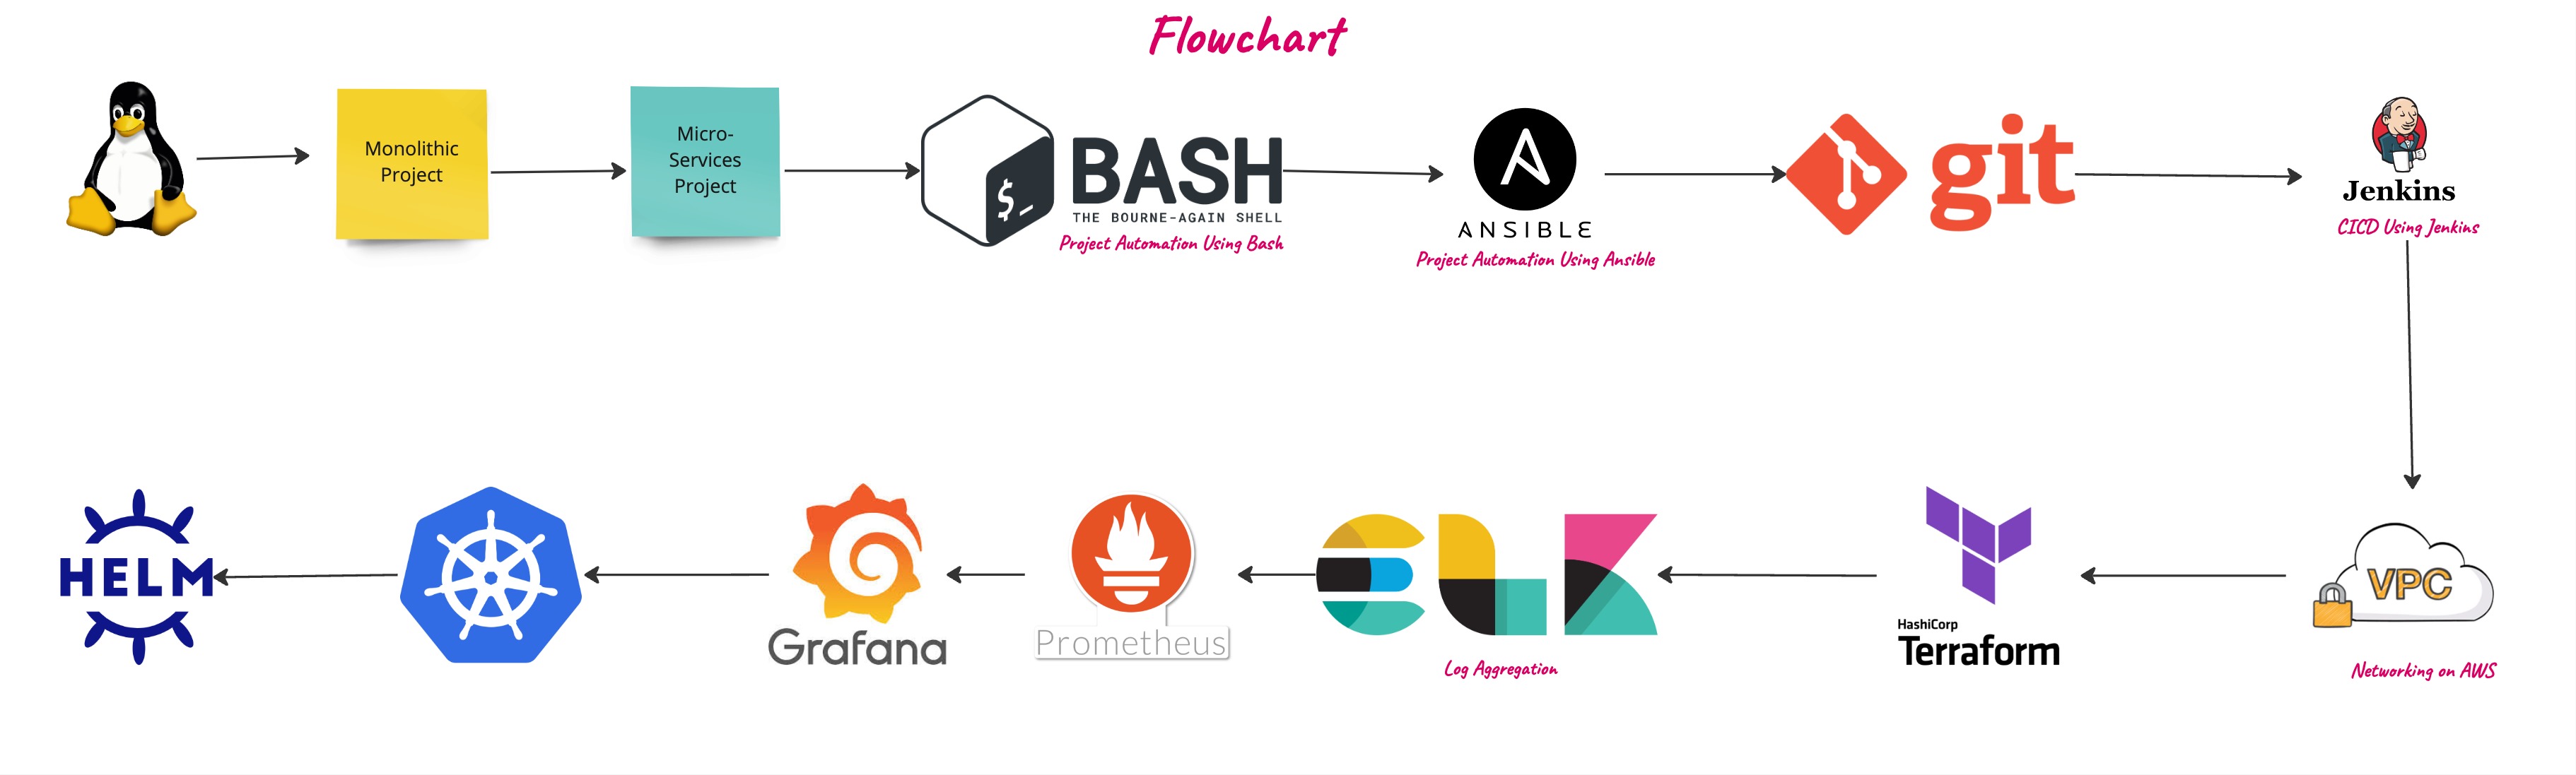 Flowchart
Monolithic
Project
Micro-
Services
Project
$_
BASH
THE BOURNE-AGAIN SHELL
Project Automation Using Bash
ANSIBLE
Project Automation Using Ansible
git
Jenkins
CICD Using Jenkins
VPC
Networking on AWS
HashiCorp
Terraform
ELK
Log Aggregation
Prometheus
Grafana
HELM